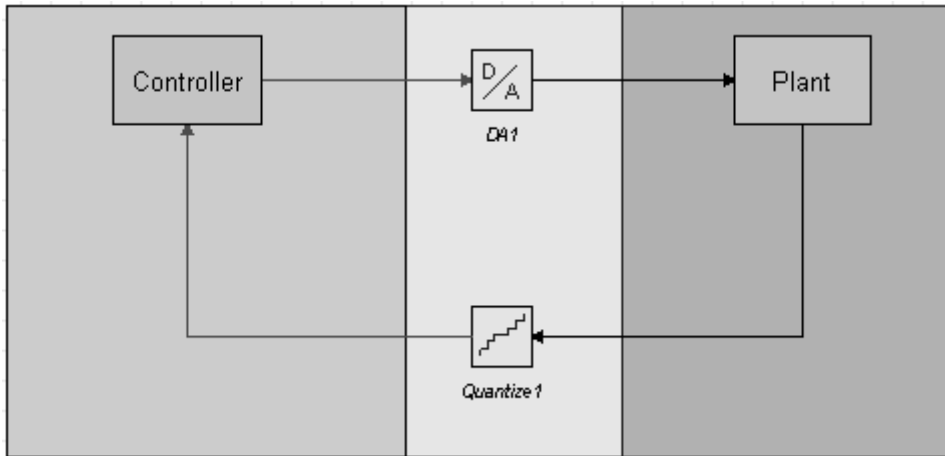 Controller
D/A
Plant
DA1
Quantize1